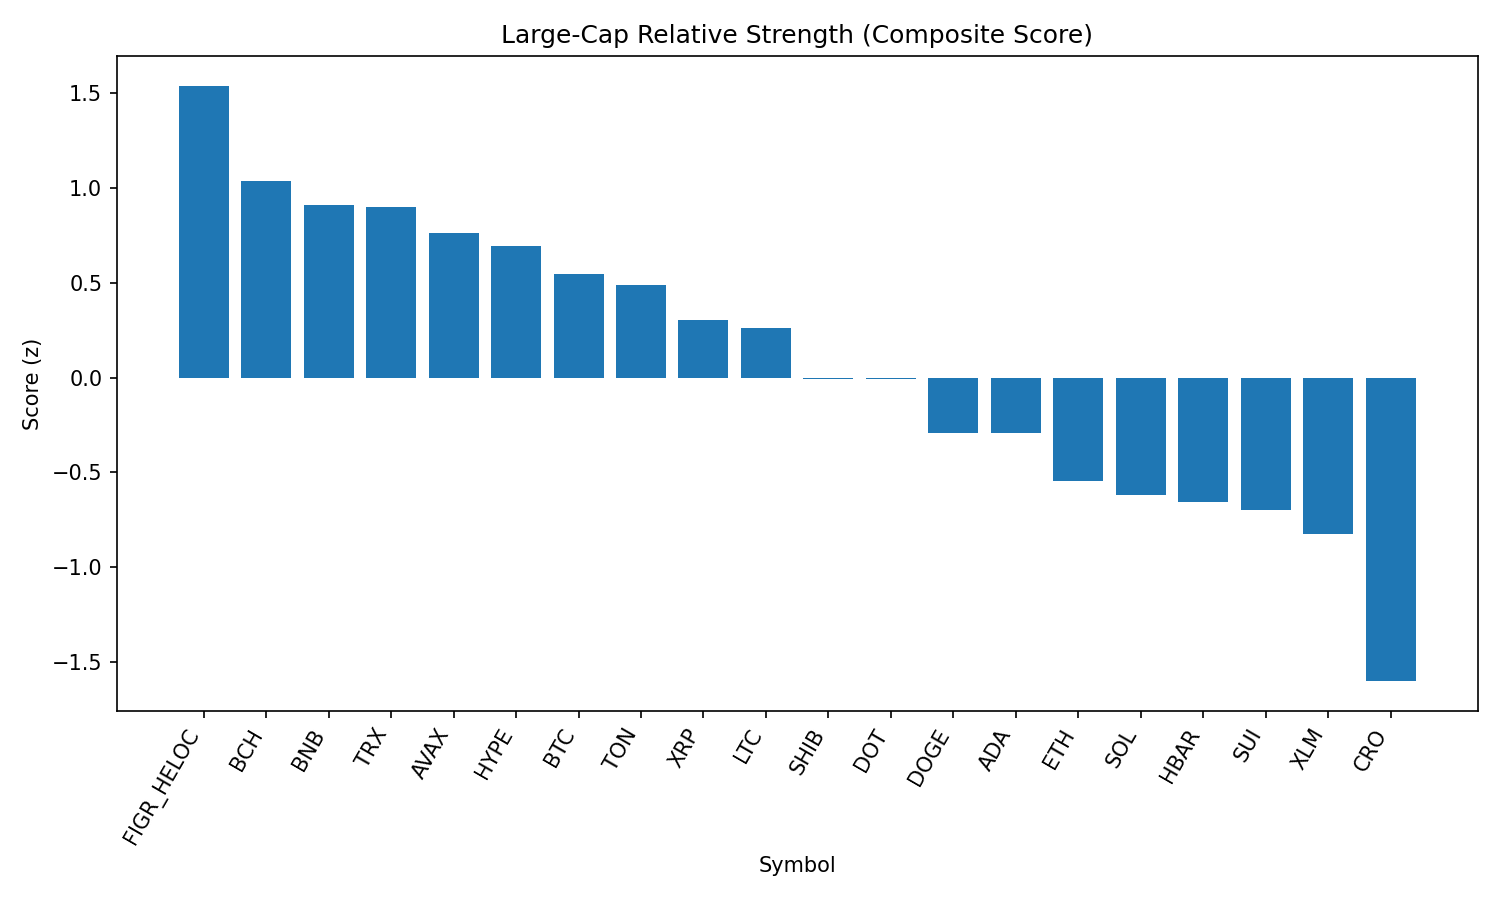 Large-Cap Relative Strength (Composite Score)
Score (z)
1.5
1.0
0.5
0.0
−0.5
−1.0
−1.5
FIGR_HELOC
BCH
BNB
TRX
AVAX
HYPE
BTC
TON
XRP
LTC
SHIB
DOT
DOGE
ADA
ETH
SOL
HBAR
SUI
XLM
CRO
Symbol